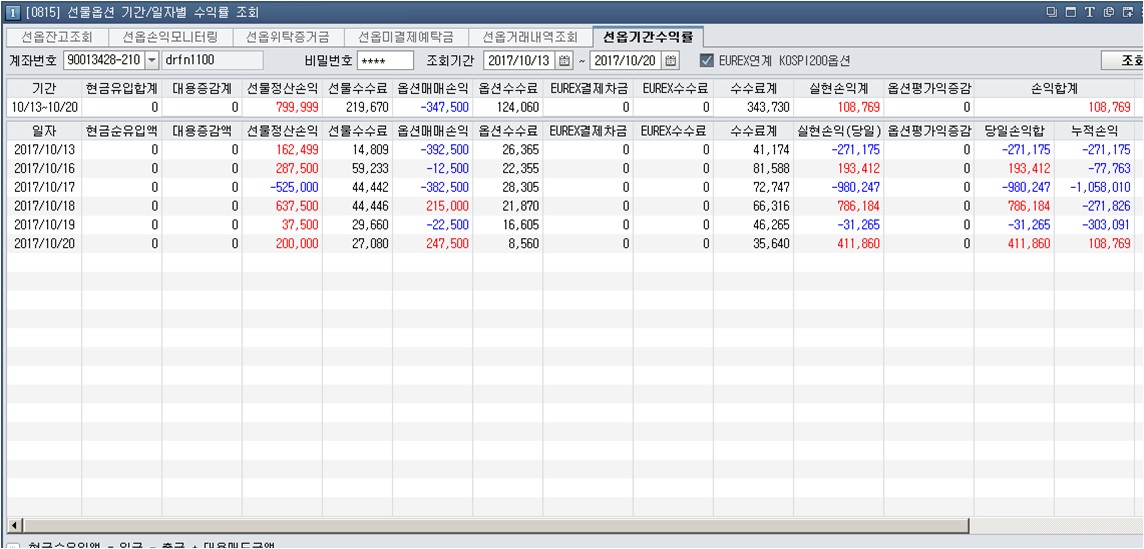 1 [0815] 선물옵션 기간/일자별 수익률 조회
선옵잔고조회 선옵손익모니터링 선옵위탁증거금 선옵미결제예탁금 선옵거래내역조회 선옵기간수익률
계좌번호 90013428-210 drfn1100 비밀번호 **** 조회기간 2017/10/13 ~ 2017/10/20 EUREX연계 KOSPI200옵션 조회
기간 현금유입합계 대용증감계 선물정산손익 선물수수료 옵션매매손익 옵션수수료 EUREX결제차금 EUREX수수료 수수료계 실현손익계 옵션평가익증감 손익합계
10/13~10/20 0 0 799,999 219,670 -347,500 124,060 0 0 343,730 108,769 0 108,769
일자 현금순유입액 대용증감액 선물정산손익 선물수수료 옵션매매손익 옵션수수료 EUREX결제차금 EUREX수수료 수수료계 실현손익(당일) 옵션평가익증감 당일손익합 누적손익
2017/10/13 0 0 162,499 14,809 -392,500 26,365 0 0 41,174 -271,175 0 -271,175 -271,175
2017/10/16 0 0 287,500 59,233 -12,500 22,355 0 0 81,588 193,412 0 193,412 -77,763
2017/10/17 0 0 -525,000 44,442 -382,500 28,305 0 0 72,747 -980,247 0 -980,247 -1,058,010
2017/10/18 0 0 637,500 44,446 215,000 21,870 0 0 66,316 786,184 0 786,184 -271,826
2017/10/19 0 0 37,500 29,660 -22,500 16,605 0 0 46,265 -31,265 0 -31,265 -303,091
2017/10/20 0 0 200,000 27,080 247,500 8,560 0 0 35,640 411,860 0 411,860 108,769